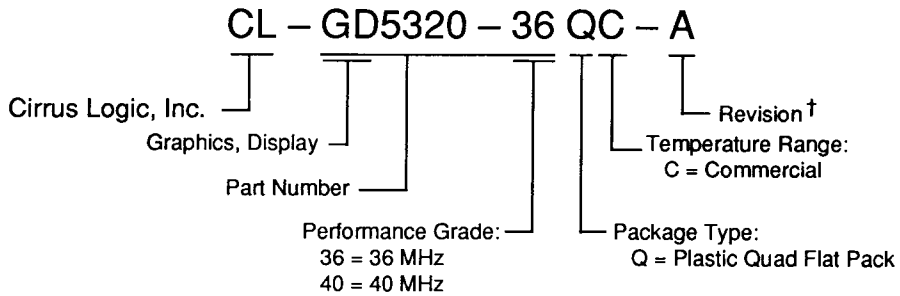 CL – GD5320 – 36 Q C – A
Cirrus Logic, Inc.
Revision †
Graphics, Display
Temperature Range:
C = Commercial
Part Number
Performance Grade:
36 = 36 MHz
40 = 40 MHz
Package Type:
Q = Plastic Quad Flat Pack